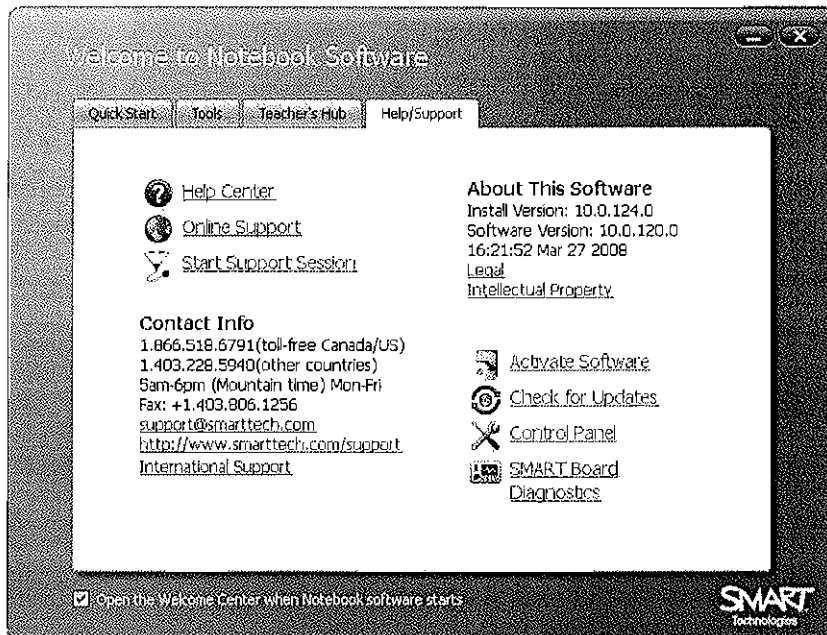 Welcome to Notebook Software
Quick Start
Tools
Teacher's Hub
Help/Support
Help Center
Online Support
Start Support Session
Contact Info
1.866.518.6791(toll-free Canada/US)
1.403.228.5940(other countries)
5am-6pm (Mountain time) Mon-Fri
Fax: +1.403.806.1256
support@smarttech.com
http://www.smarttech.com/support
International Support
About This Software
Install Version: 10.0.124.0
Software Version: 10.0.120.0
16:21:52 Mar 27 2008
Legal
Intellectual Property
Activate Software
Check for Updates
Control Panel
SMART Board
Diagnostics
Open the Welcome Center when Notebook software starts
SMART
Technologies